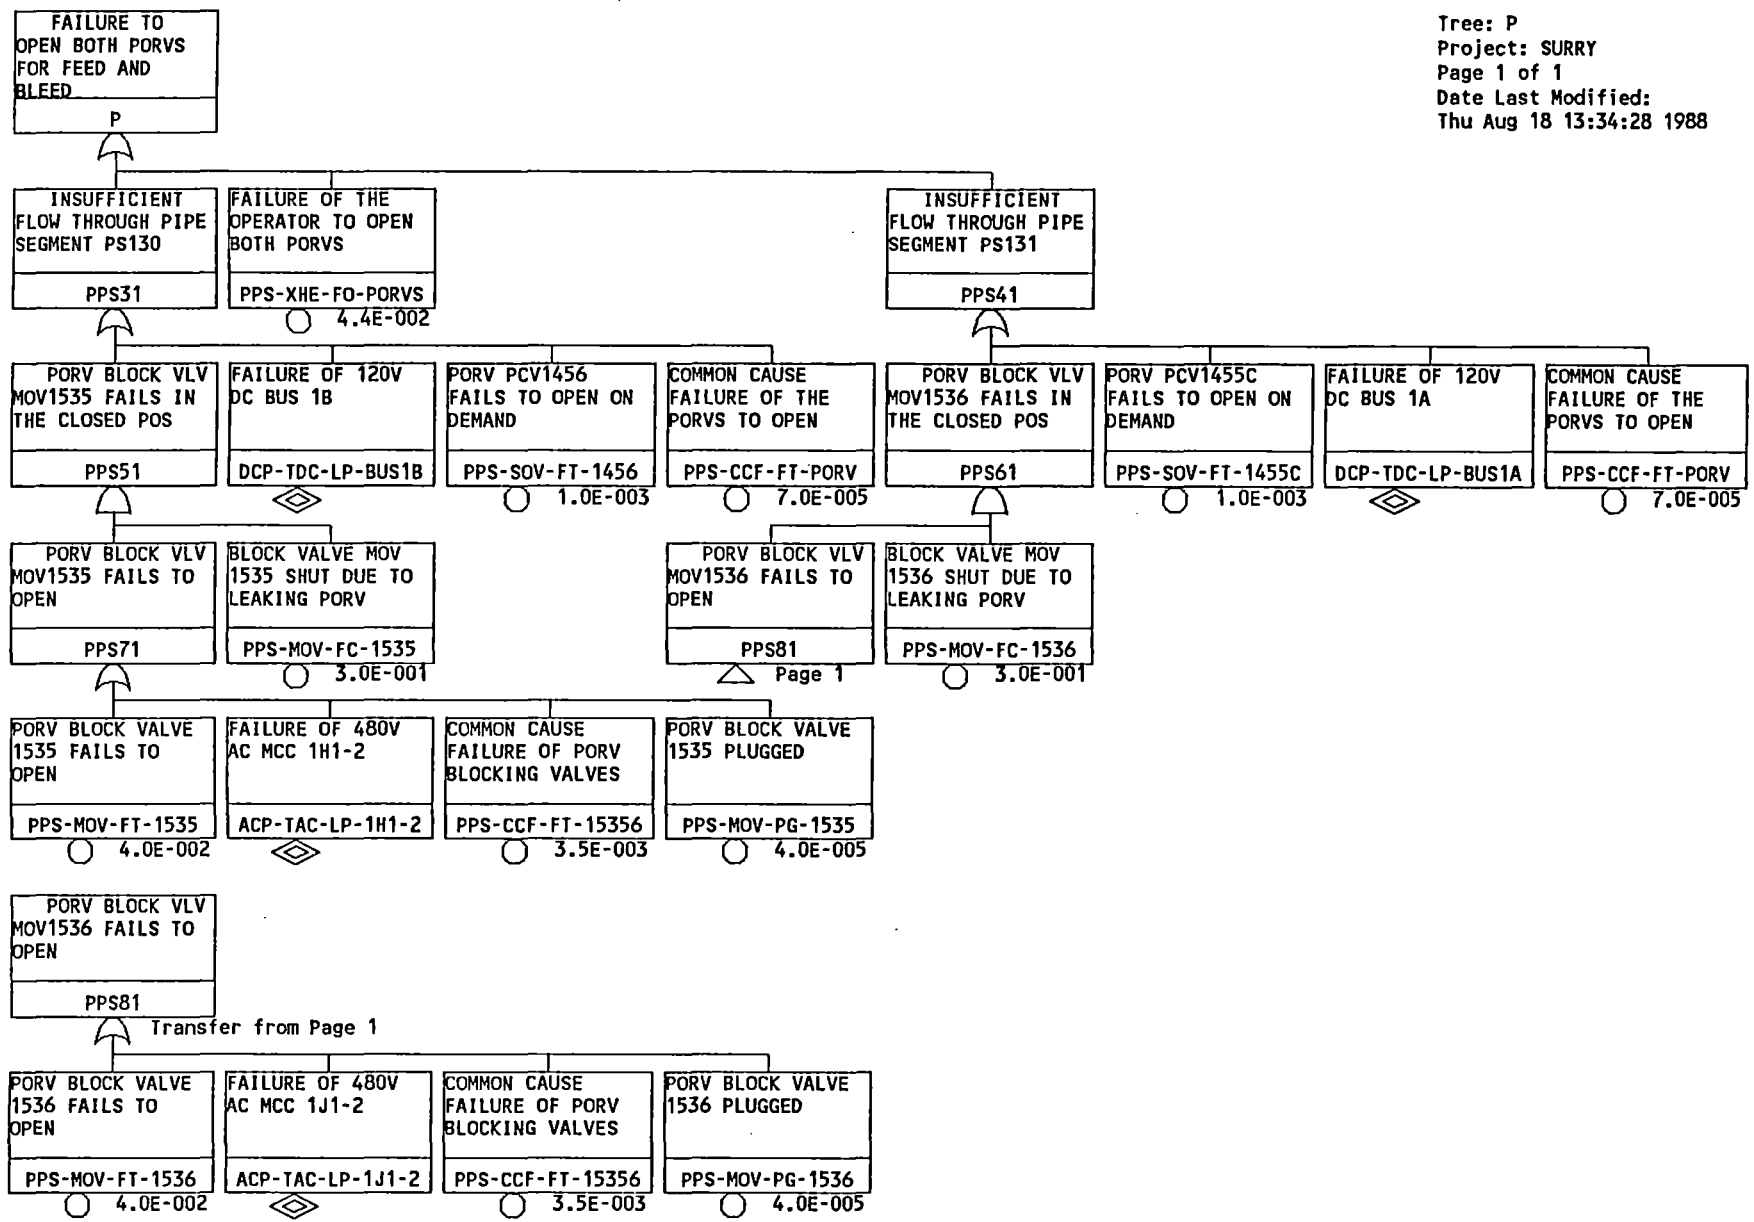 FAILURE TO
OPEN BOTH PORVS
FOR FEED AND
BLEED
P
Tree: P
Project: SURRY
Page 1 of 1
Date Last Modified:
Thu Aug 18 13:34:28 1988
INSUFFICIENT
FLOW THROUGH PIPE
SEGMENT PS130
PPS31
FAILURE OF THE
OPERATOR TO OPEN
BOTH PORVS
PPS-XHE-FO-PORVS
4.4E-002
INSUFFICIENT
FLOW THROUGH PIPE
SEGMENT PS131
PPS41
PORV BLOCK VLV
MOV1535 FAILS IN
THE CLOSED POS
PPS51
FAILURE OF 120V
DC BUS 1B
DCP-TDC-LP-BUS1B
PORV PCV1456
FAILS TO OPEN ON
DEMAND
PPS-SOV-FT-1456
1.0E-003
COMMON CAUSE
FAILURE OF THE
PORVS TO OPEN
PPS-CCF-FT-PORV
7.0E-005
PORV BLOCK VLV
MOV1536 FAILS IN
THE CLOSED POS
PPS61
PORV PCV1455C
FAILS TO OPEN ON
DEMAND
PPS-SOV-FT-1455C
1.0E-003
FAILURE OF 120V
DC BUS 1A
DCP-TDC-LP-BUS1A
COMMON CAUSE
FAILURE OF THE
PORVS TO OPEN
PPS-CCF-FT-PORV
7.0E-005
PORV BLOCK VLV
MOV1535 FAILS TO
OPEN
PPS71
BLOCK VALVE MOV
1535 SHUT DUE TO
LEAKING PORV
PPS-MOV-FC-1535
3.0E-001
PORV BLOCK VLV
MOV1536 FAILS TO
OPEN
PPS81
Page 1
BLOCK VALVE MOV
1536 SHUT DUE TO
LEAKING PORV
PPS-MOV-FC-1536
3.0E-001
PORV BLOCK VALVE
1535 FAILS TO
OPEN
PPS-MOV-FT-1535
4.0E-002
FAILURE OF 480V
AC MCC 1H1-2
ACP-TAC-LP-1H1-2
COMMON CAUSE
FAILURE OF PORV
BLOCKING VALVES
PPS-CCF-FT-15356
3.5E-003
PORV BLOCK VALVE
1535 PLUGGED
PPS-MOV-PG-1535
4.0E-005
PORV BLOCK VLV
MOV1536 FAILS TO
OPEN
PPS81
Transfer from Page 1
PORV BLOCK VALVE
1536 FAILS TO
OPEN
PPS-MOV-FT-1536
4.0E-002
FAILURE OF 480V
AC MCC 1J1-2
ACP-TAC-LP-1J1-2
COMMON CAUSE
FAILURE OF PORV
BLOCKING VALVES
PPS-CCF-FT-15356
3.5E-003
PORV BLOCK VALVE
1536 PLUGGED
PPS-MOV-PG-1536
4.0E-005